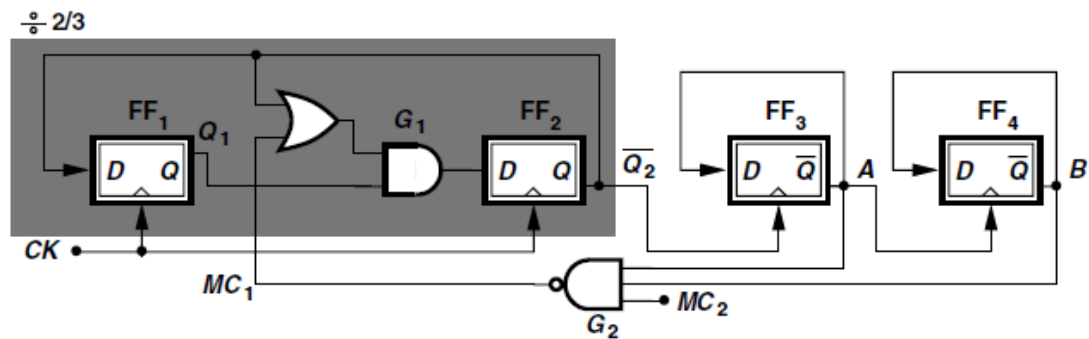 ÷ 2/3
FF1
Q1
G1
FF2
FF3
FF4
D Q
D Q
Q̅2
D Q̅
A
D Q̅
B
CK
MC1
MC2
G2